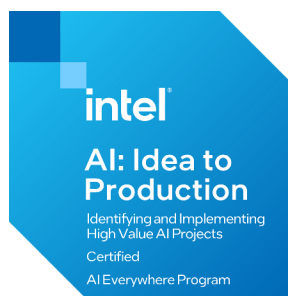 intel®
AI: Idea to
Production
Identifying and Implementing
High Value AI Projects
Certified
AI Everywhere Program